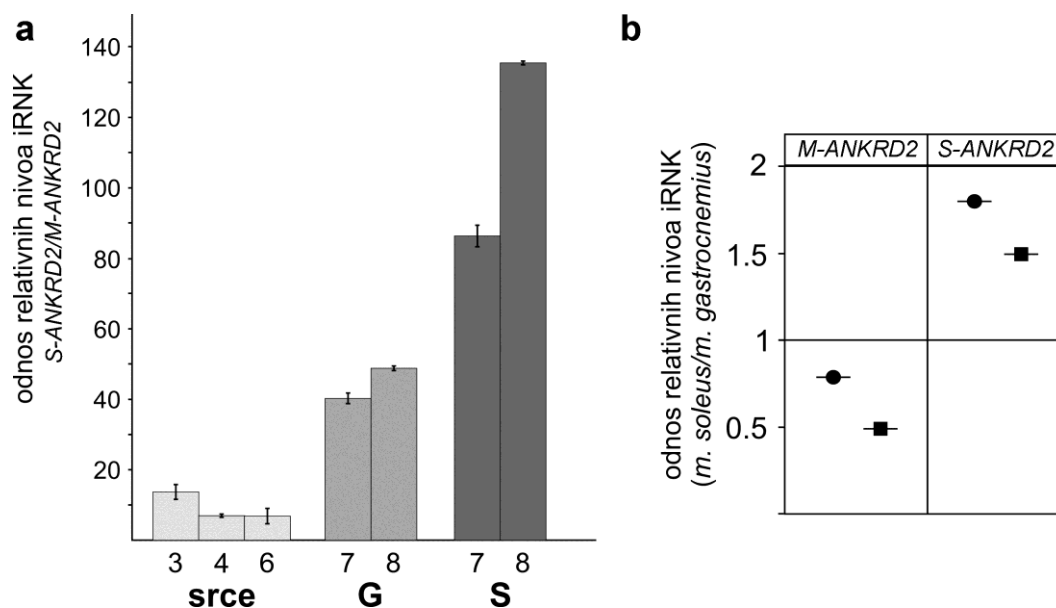 a
odnos relativnih nivoa iRNK
S-ANKRD2/M-ANKRD2
140
120
100
80
60
40
20
3 4 6 7 8 7 8
srce G S
b
odnos relativnih nivoa iRNK
(m. soleus/m. gastrocnemius)
M-ANKRD2 S-ANKRD2
2
1.5
1
0.5